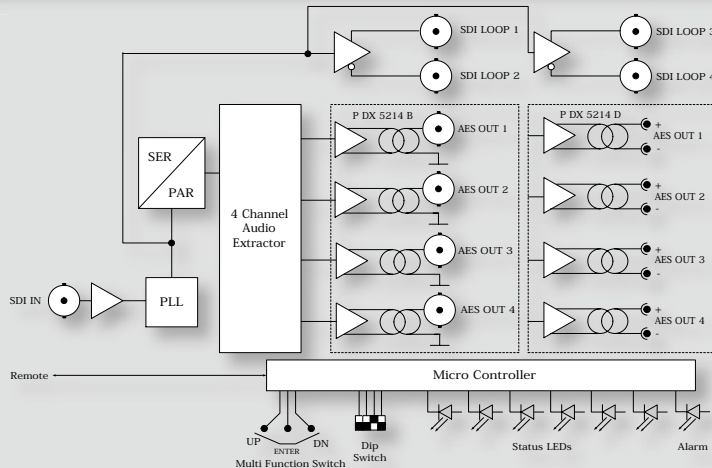 SDI LOOP 1
SDI LOOP 3
SDI LOOP 2
SDI LOOP 4
P DX 5214 B
P DX 5214 D
SER
PAR
4 Channel
Audio
Extractor
AES OUT 1
AES OUT 2
AES OUT 3
AES OUT 4
+
AES OUT 1
-
+
AES OUT 2
-
+
AES OUT 3
-
+
AES OUT 4
-
SDI IN
PLL
Remote
Micro Controller
UP
ENTER
DN
Multi Function Switch
Dip
Switch
Status LEDs
Alarm